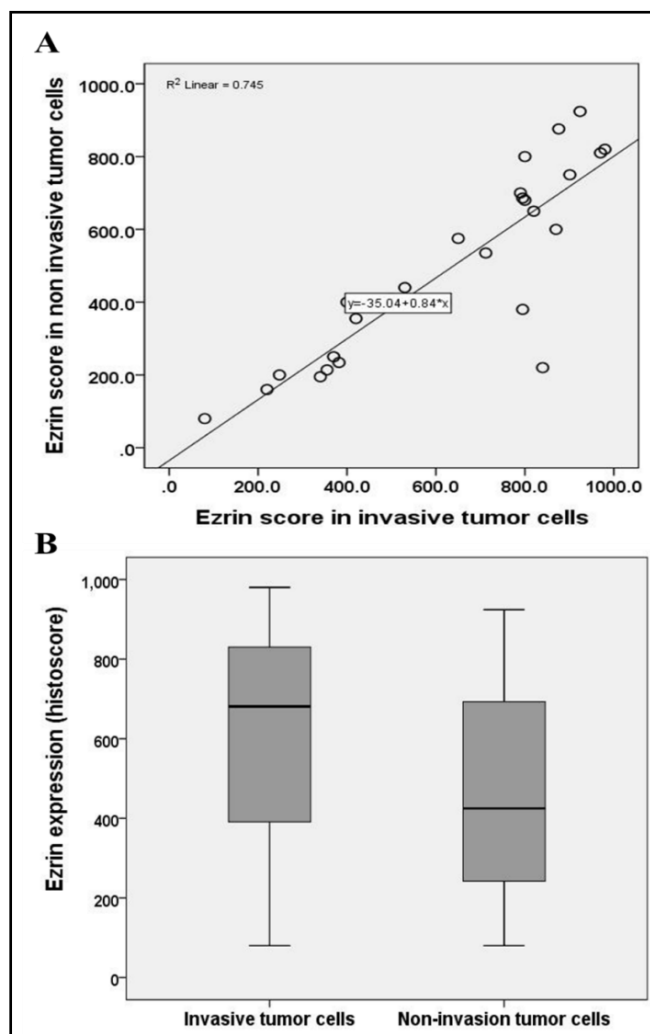 A
R² Linear = 0.745
Ezrin score in non invasive tumor cells
1000.0
800.0
600.0
400.0
200.0
.0
y=-35.04+0.84*x
.0 200.0 400.0 600.0 800.0 1000.0
Ezrin score in invasive tumor cells
B
Ezrin expression (histoscore)
1,000
800
600
400
200
0
Invasive tumor cells Non-invasion tumor cells